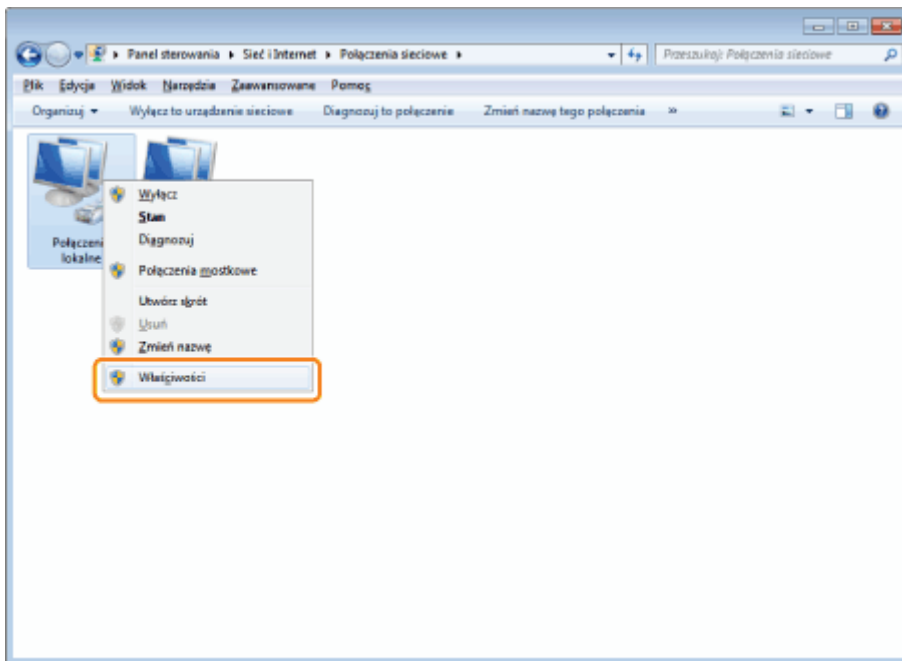 Panel sterowania Sieć i Internet Połączenia sieciowe Przeszukaj: Połączenia sieciowe
Plik Edycja Widok Narzędzia Zaawansowane Pomoc
Organizuj Wyłącz to urządzenie sieciowe Diagnozuj to połączenie Zmień nazwę tego połączenia »
Połączeni
lokalne
Wyłącz
Stan
Diagnozuj
Połączenia mostkowe
Utwórz skrót
Usuń
Zmień nazwę
Właściwości